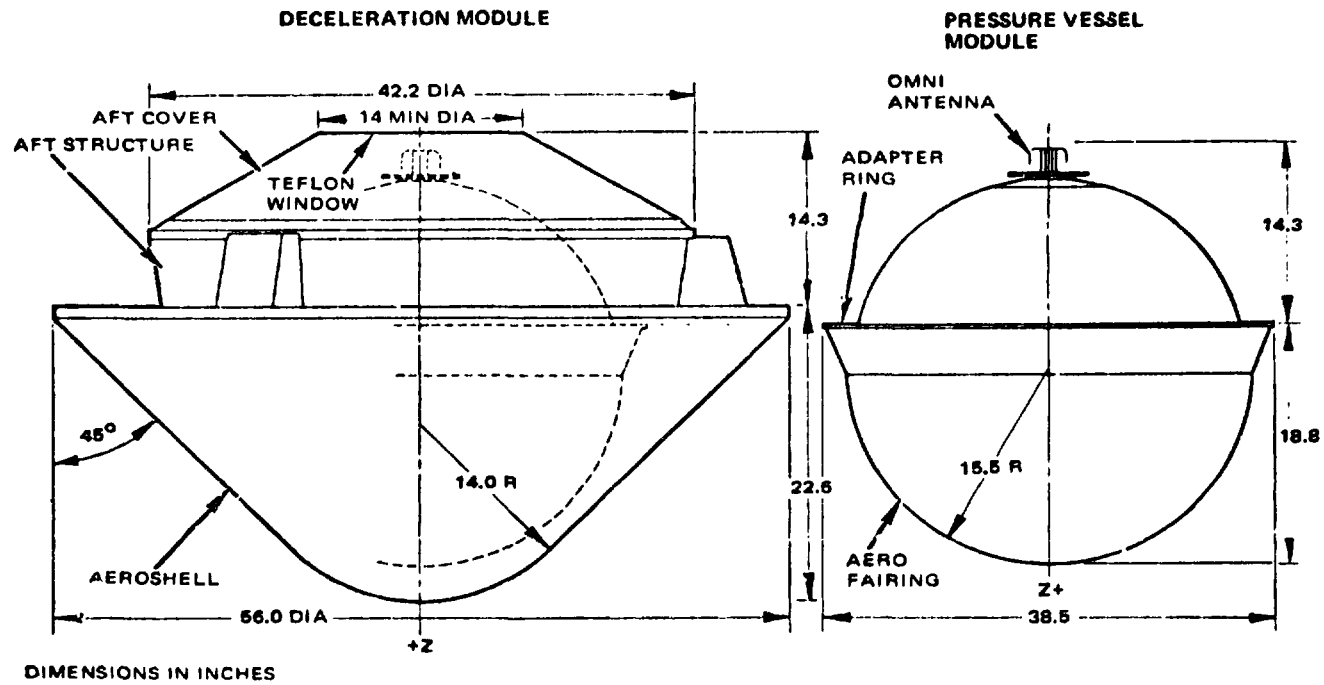 DECELERATION MODULE
42.2 DIA
14 MIN DIA
AFT COVER
AFT STRUCTURE
TEFLON
WINDOW
14.3
45°
14.0 R
22.6
AEROSHELL
56.0 DIA
+Z
DIMENSIONS IN INCHES
PRESSURE VESSEL
MODULE
OMNI
ANTENNA
ADAPTER
RING
14.3
15.5 R
18.8
AERO
FAIRING
Z+
38.5